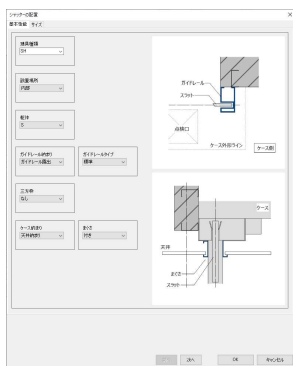 シャッターの配置
基本性能 サイズ
建具種類
SH
設置場所
内部
躯体
S
ガイドレール納まり
ガイドレール露出
ガイドレールタイプ
標準
三方枠
なし
ケース納まり
天井納まり
まぐさ
付き
ガイドレール
スラット
点検口
ケース外部ライン
ケース側
ケース
天井
まぐさ
スラット
次へ
OK
キャンセル